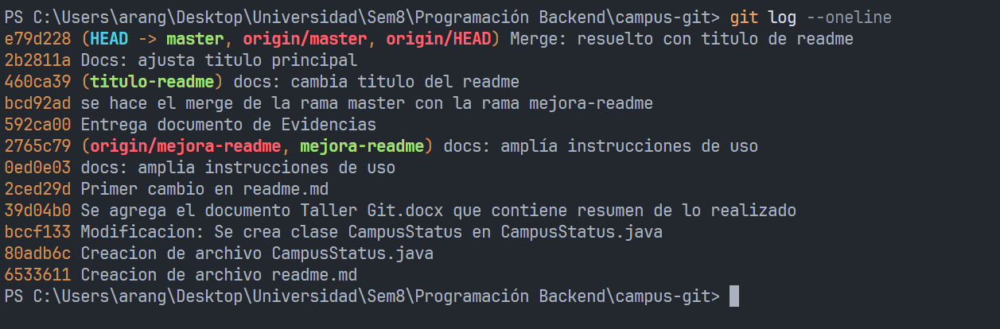 PS C:\Users\arang\Desktop\Universidad\Sem8\Programación Backend\campus-git> git log --oneline
e79d228 (HEAD -> master, origin/master, origin/HEAD) Merge: resuelto con titulo de readme
2b2811a Docs: ajusta titulo principal
460ca39 (titulo-readme) docs: cambia titulo del readme
bcd92ad se hace el merge de la rama master con la rama mejora-readme
592ca00 Entrega documento de Evidencias
2765c79 (origin/mejora-readme, mejora-readme) docs: amplía instrucciones de uso
0ed0e03 docs: amplia instrucciones de uso
2ced29d Primer cambio en readme.md
39d04b0 Se agrega el documento Taller Git.docx que contiene resumen de lo realizado
bccf133 Modificacion: Se crea clase CampusStatus en CampusStatus.java
80adb6c Creacion de archivo CampusStatus.java
6533611 Creacion de archivo readme.md
PS C:\Users\arang\Desktop\Universidad\Sem8\Programación Backend\campus-git>